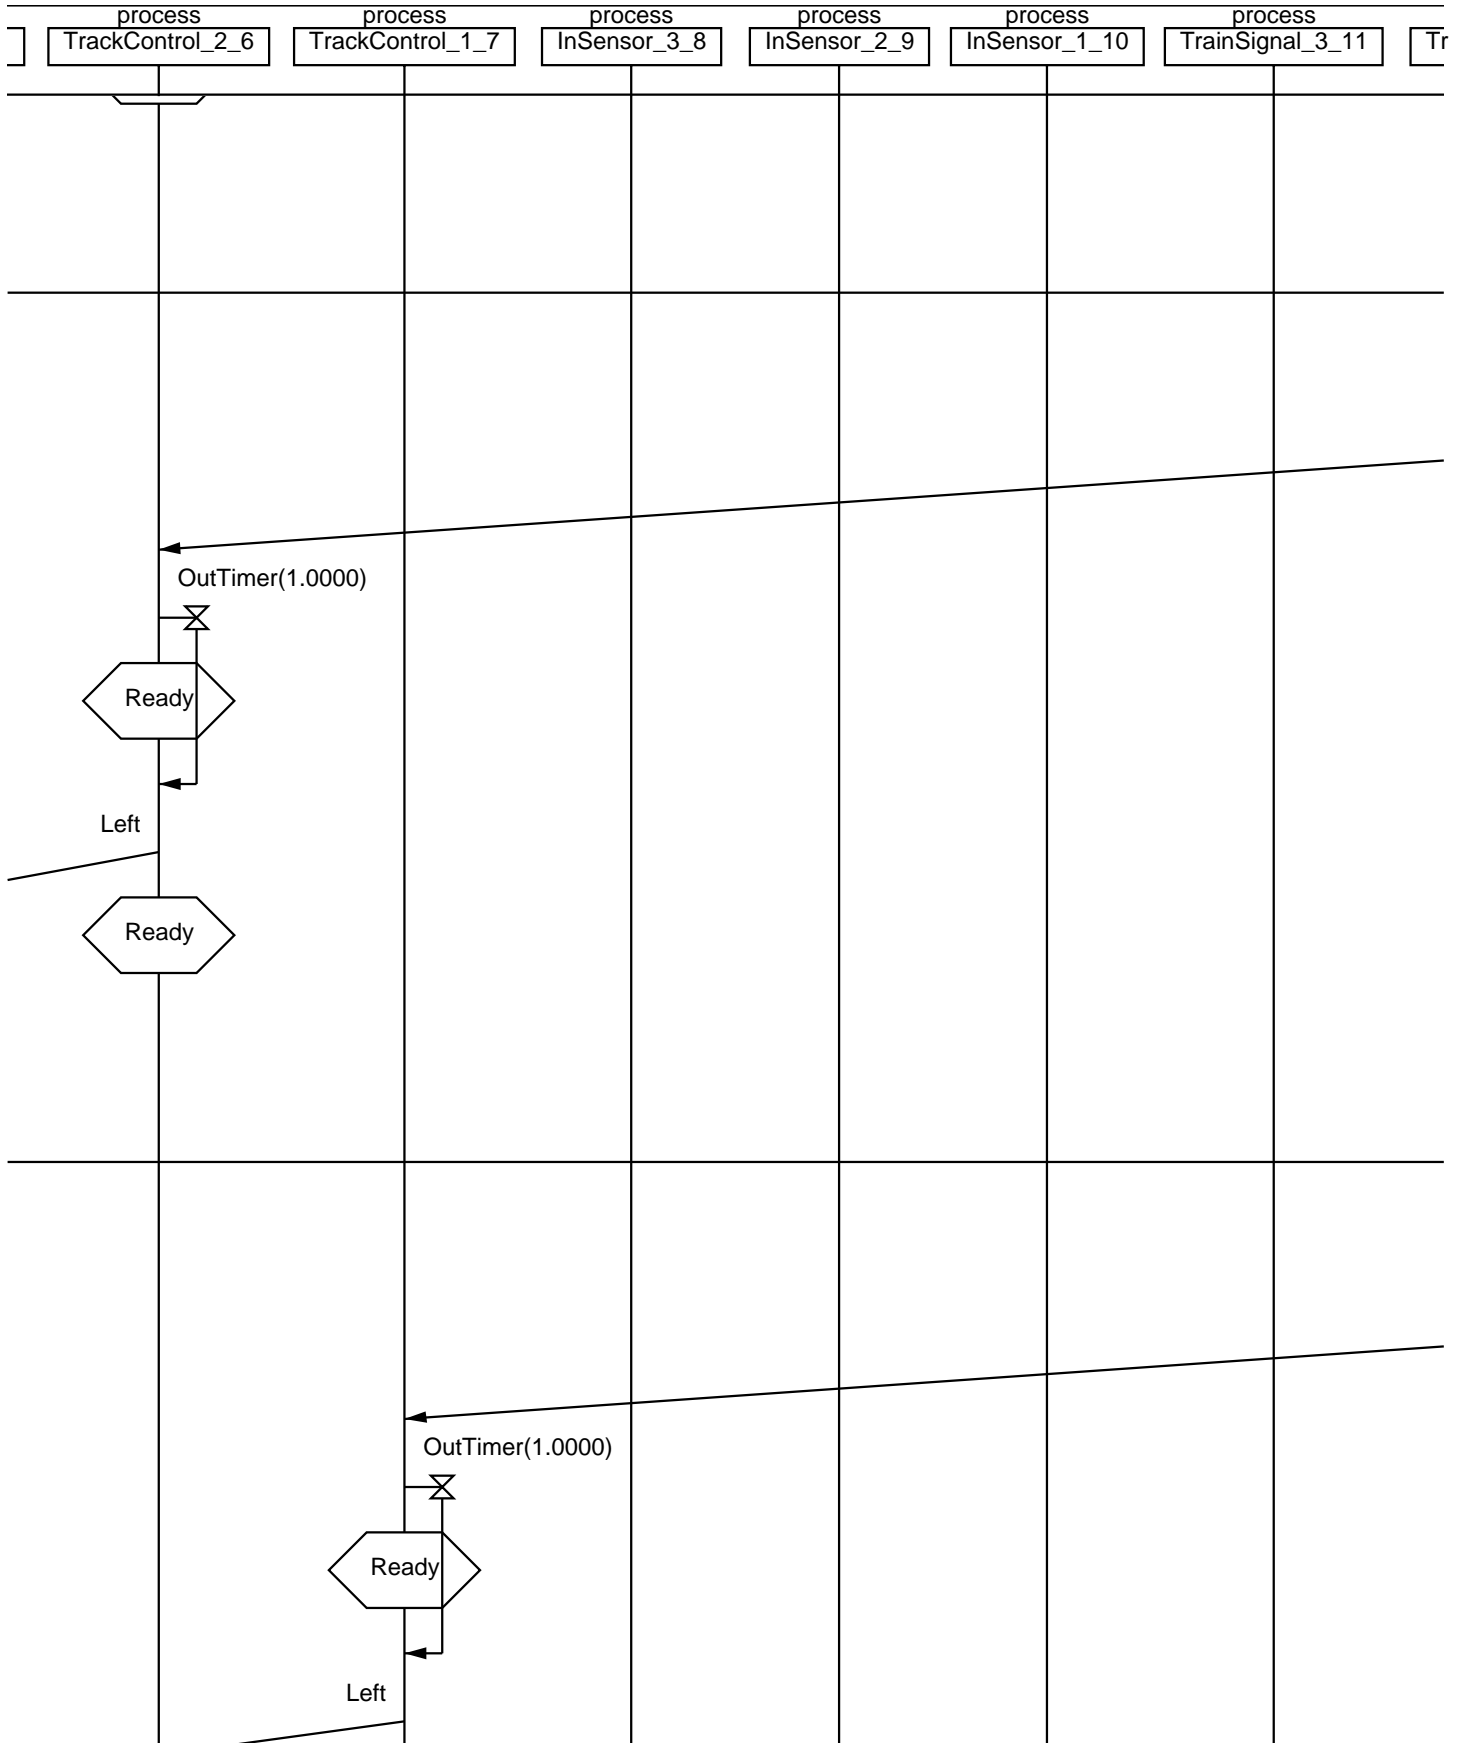 process process process process process process
TrackControl_2_6 TrackControl_1_7 InSensor_3_8 InSensor_2_9 InSensor_1_10 TrainSignal_3_11 Tr
OutTimer(1.0000)
Ready
Left
Ready
OutTimer(1.0000)
Ready
Left